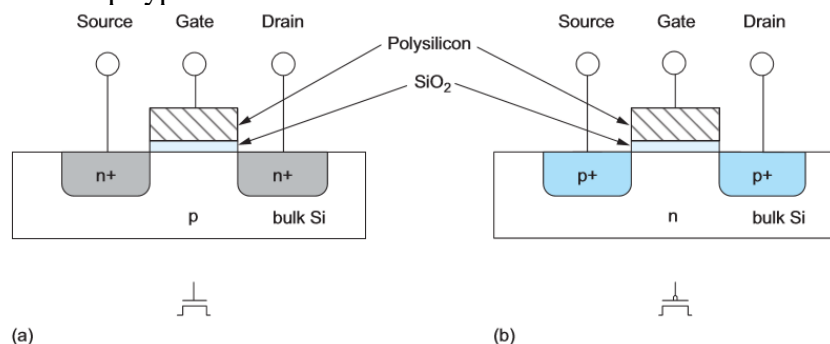 Source Gate Drain Source Gate Drain
Polysilicon
SiO2
n+ n+ p+ p+
p bulk Si n bulk Si
(a) (b)